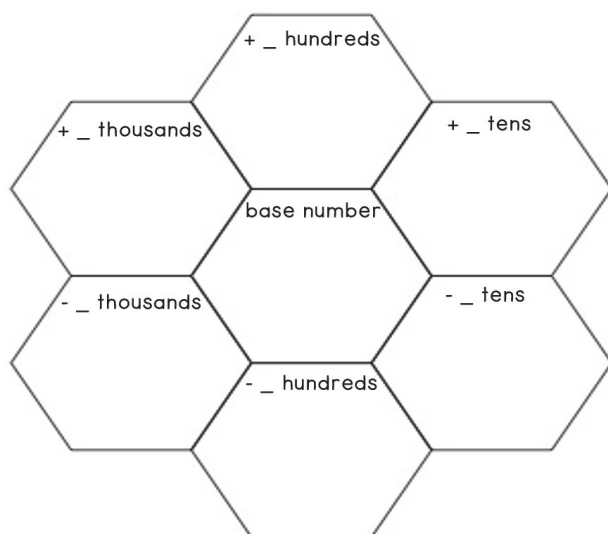 + _ hundreds
+ _ thousands
+ _ tens
base number
- _ thousands
- _ tens
- _ hundreds